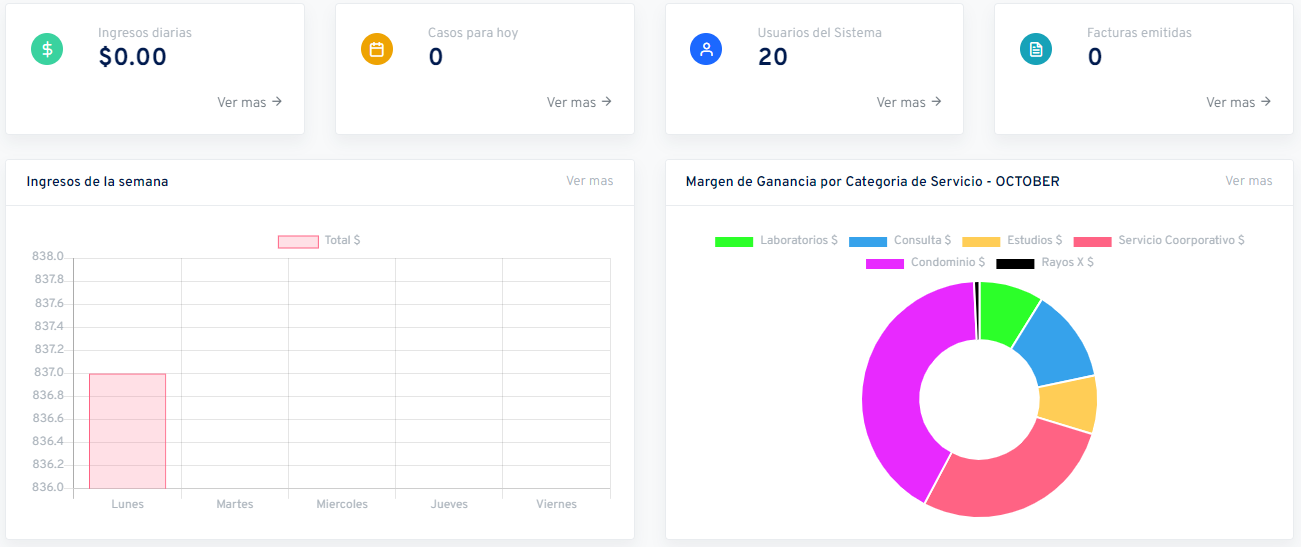 Ingresos diarias
$0.00
Ver mas
Casos para hoy
0
Ver mas
Usuarios del Sistema
20
Ver mas
Facturas emitidas
0
Ver mas
Ingresos de la semana
Ver mas
Total $
838.0
837.8
837.6
837.4
837.2
837.0
836.8
836.6
836.4
836.2
836.0
Lunes Martes Miercoles Jueves Viernes
Margen de Ganancia por Categoria de Servicio - OCTOBER
Ver mas
Laboratorios $ Consulta $ Estudios $ Servicio Coorporativo $
Condominio $ Rayos X $